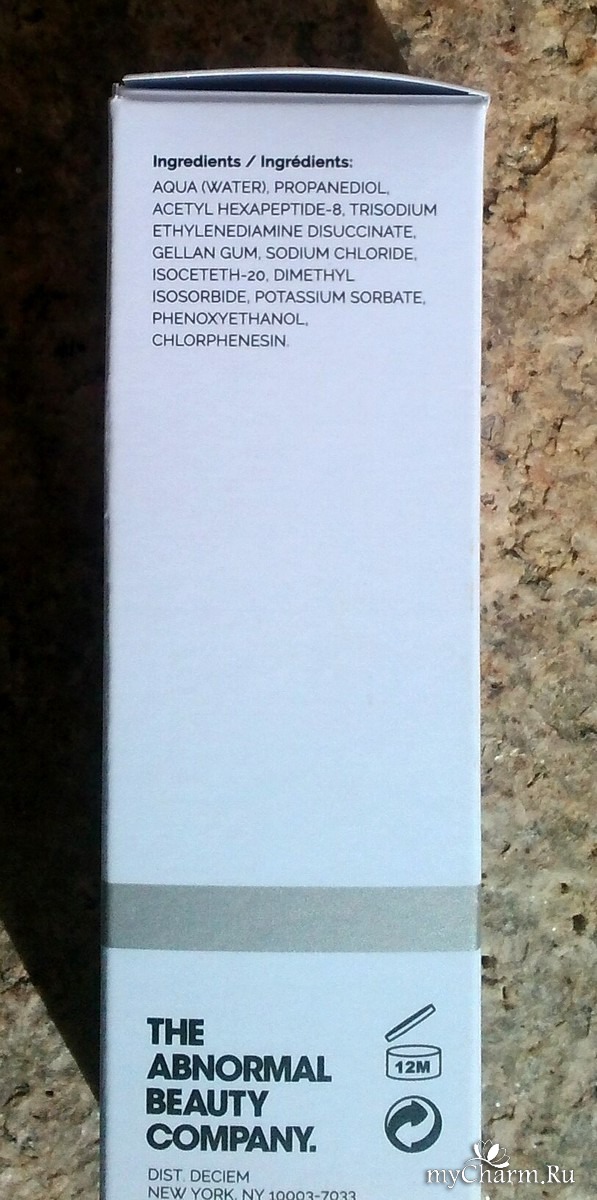 Ingredients / Ingrédients:
AQUA (WATER), PROPANEDIOL,
ACETYL HEXAPEPTIDE-8, TRISODIUM
ETHYLENEDIAMINE DISUCCINATE,
GELLAN GUM, SODIUM CHLORIDE,
ISOCETETH-20, DIMETHYL
ISOSORBIDE, POTASSIUM SORBATE,
PHENOXYETHANOL,
CHLORPHENESIN.
12M
THE
ABNORMAL
BEAUTY
COMPANY.
DIST. DECIEM
NEW YORK, NY 10003-7033
myCharm.Ru